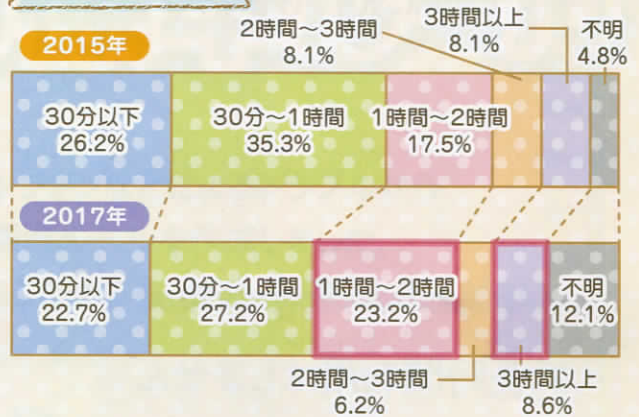 2015年
2時間～3時間
8.1%
3時間以上
8.1%
不明
4.8%
30分以下
26.2%
30分～1時間
35.3%
1時間～2時間
17.5%
2017年
30分以下
22.7%
30分～1時間
27.2%
1時間～2時間
23.2%
不明
12.1%
2時間～3時間
6.2%
3時間以上
8.6%